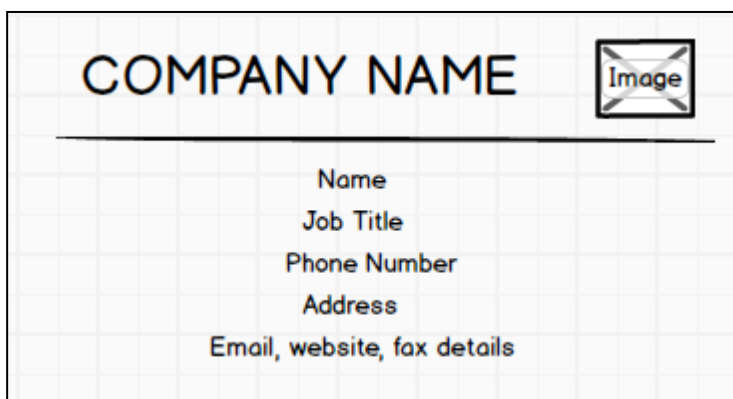 COMPANY NAME
Image
Name
Job Title
Phone Number
Address
Email, website, fax details